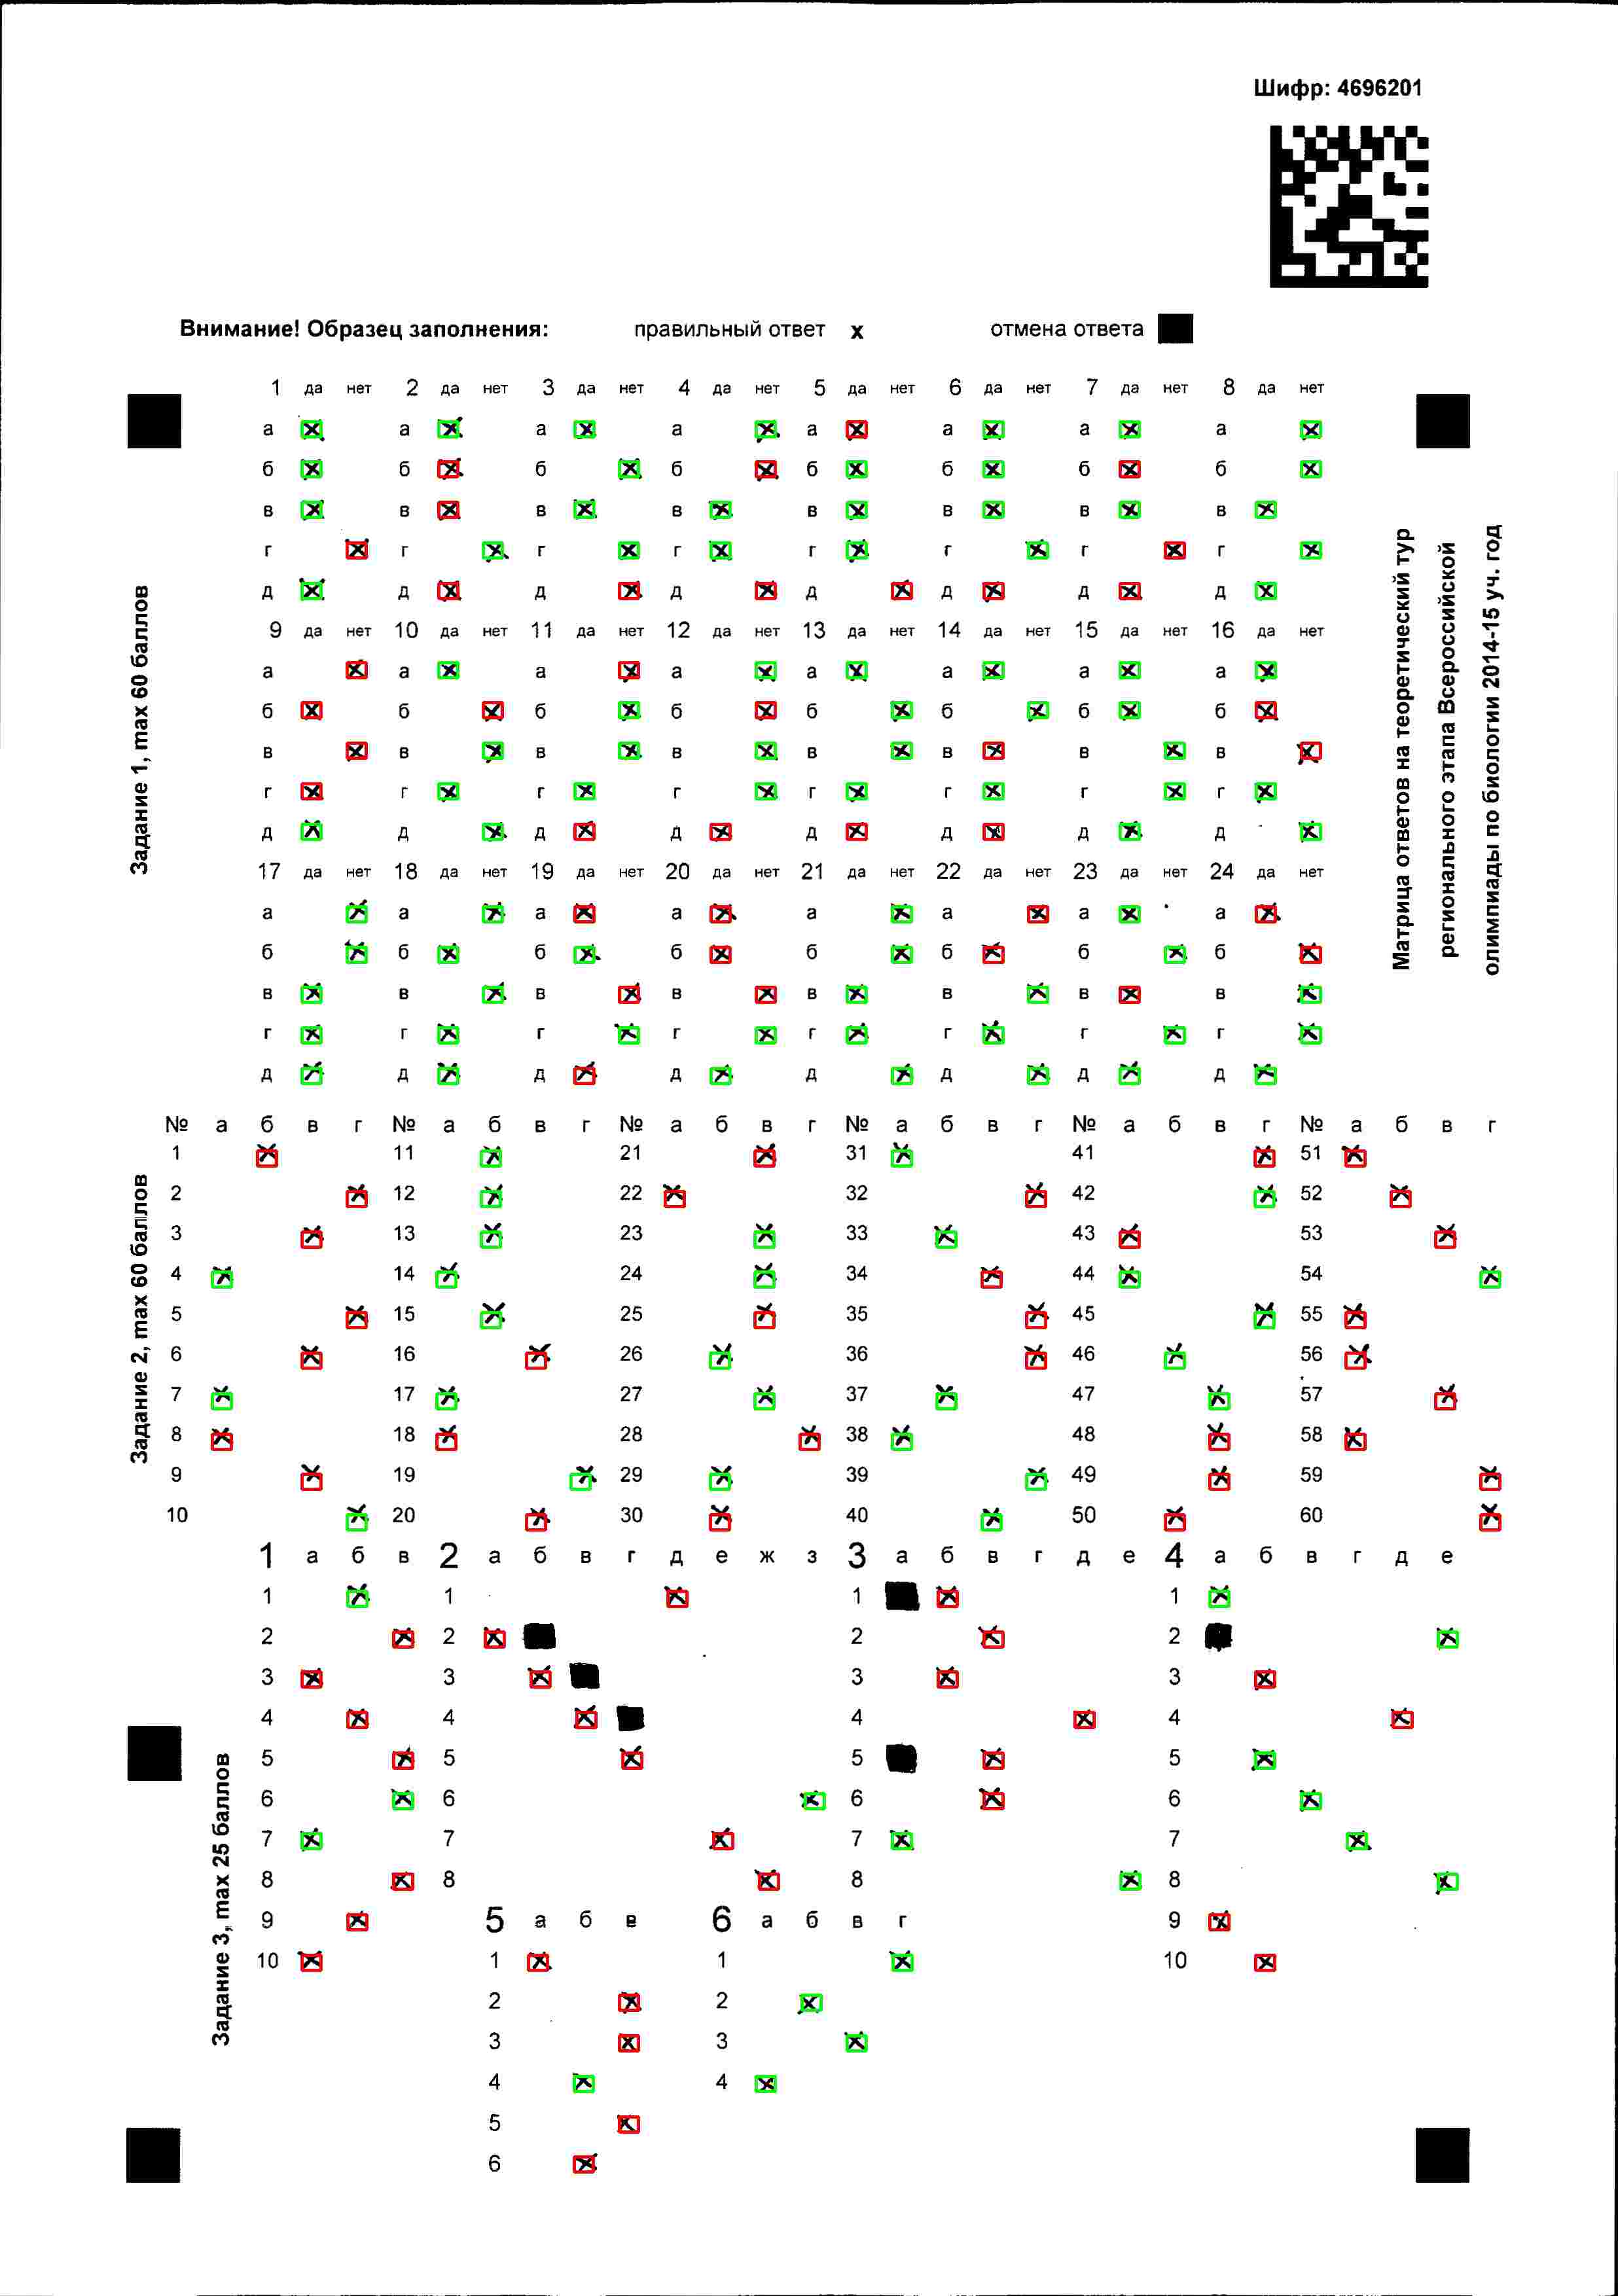 Шифр: 4696201
Внимание! Образец заполнения: правильный ответ х отмена ответа
1 да нет 2 да нет 3 да нет 4 да нет 5 да нет 6 да нет 7 да нет 8 да нет
а а а а а а а а
б б б б б б б б
в в в в в в в в
г г г г г г г г
д д д д д д д д
9 да нет 10 да нет 11 да нет 12 да нет 13 да нет 14 да нет 15 да нет 16 да нет
а а а а а а а а
б б б б б б б б
в в в в в в в в
г г г г г г г г
д д д д д д д д
17 да нет 18 да нет 19 да нет 20 да нет 21 да нет 22 да нет 23 да нет 24 да нет
а а а а а а а а
б б б б б б б б
в в в в в в в в
г г г г г г г г
д д д д д д д д
Задание 1, max 60 баллов
Матрица ответов на теоретический тур
регионального этапа Всероссийской
олимпиады по биологии 2014-15 уч. год
№ а б в г № а б в г № а б в г № а б в г № а б в г № а б в г
1 11 21 31 41 51
2 12 22 32 42 52
3 13 23 33 43 53
4 14 24 34 44 54
5 15 25 35 45 55
6 16 26 36 46 56
7 17 27 37 47 57
8 18 28 38 48 58
9 19 29 39 49 59
10 20 30 40 50 60
Задание 2, max 60 баллов
1 а б в 2 а б в г д е ж з 3 а б в г д е 4 а б в г д е
1 1 1 1
2 2 2 2
3 3 3 3
4 4 4 4
5 5 5 5
6 6 6 6
7 7 7 7
8 8 8 8
9 5 а б в 6 а б в г 9
10 1 1 10
2 2
3 3
4 4
5
6
Задание 3, max 25 баллов